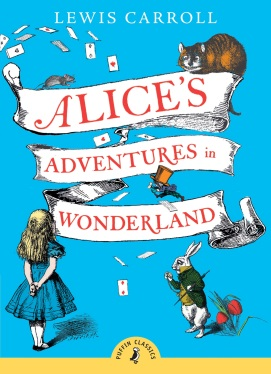 LEWIS CARROLL
ALICE'S
ADVENTURES in
WONDERLAND
PUFFIN CLASSICS